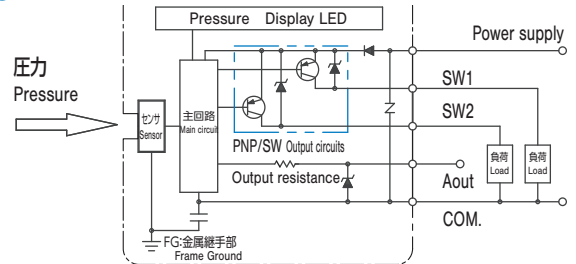 Pressure Display LED
Power supply
圧力
Pressure
SW1
SW2
センサ
Sensor
主回路
Main circuit
PNP/SW Output circuits
負荷
Load
負荷
Load
Output resistance
Aout
COM.
FG:金属継手部
Frame Ground